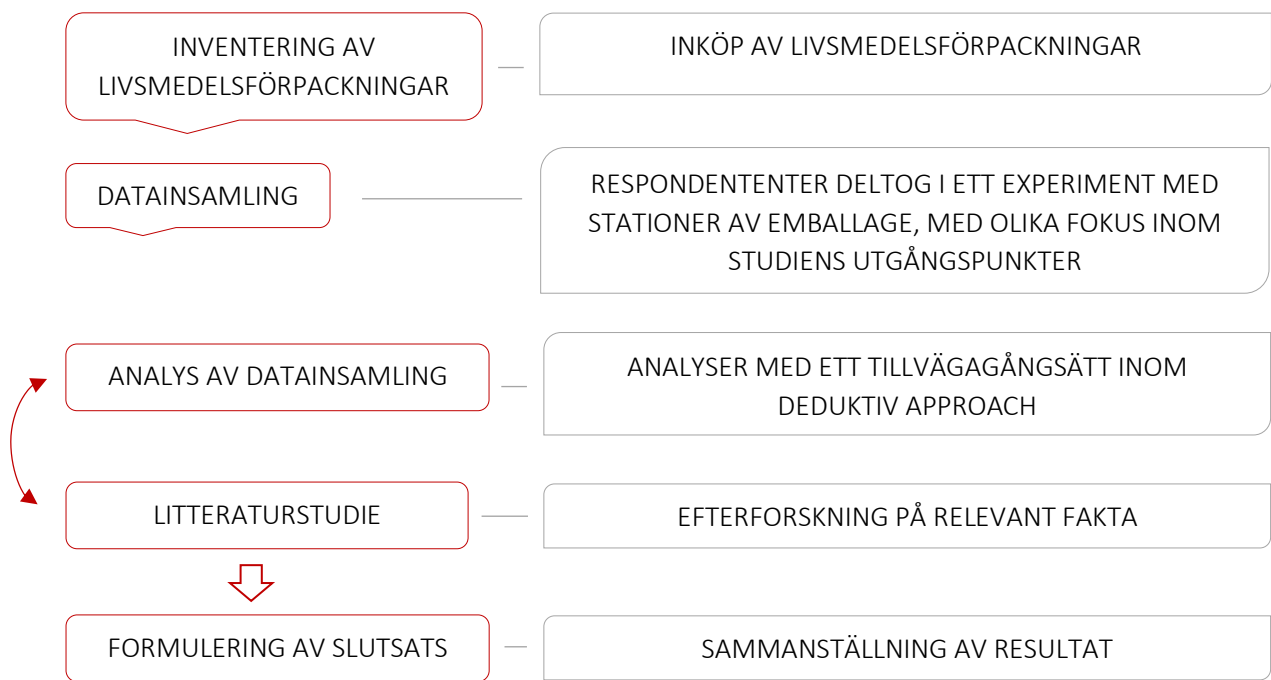 INVENTERING AV
LIVSMEDELSFÖRPACKNINGAR
INKÖP AV LIVSMEDELSFÖRPACKNINGAR
DATAINSAMLING
RESPONDENTENTER DELTOG I ETT EXPERIMENT MED
STATIONER AV EMBALLAGE, MED OLIKA FOKUS INOM
STUDIENS UTGÅNGSPUNKTER
ANALYS AV DATAINSAMLING
ANALYSER MED ETT TILLVÄGAGÅNGSÄTT INOM
DEDUKTIV APPROACH
LITTERATURSTUDIE
EFTERFORSKNING PÅ RELEVANT FAKTA
FORMULERING AV SLUTSATS
SAMMANSTÄLLNING AV RESULTAT